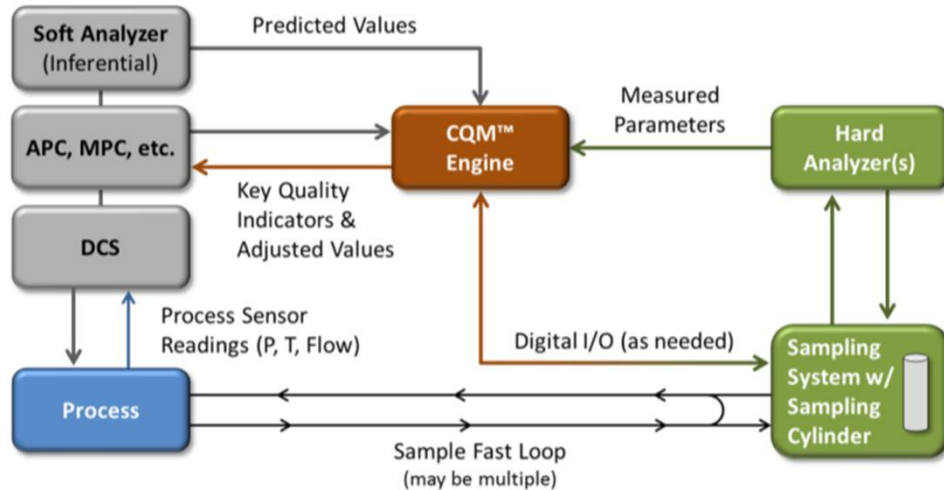 Soft Analyzer
(Inferential)
Predicted Values
APC, MPC, etc.
CQM™
Engine
Measured
Parameters
Hard
Analyzer(s)
Key Quality
Indicators &
Adjusted Values
DCS
Process Sensor
Readings (P, T, Flow)
Digital I/O (as needed)
Process
Sampling
System w/
Sampling
Cylinder
Sample Fast Loop
(may be multiple)